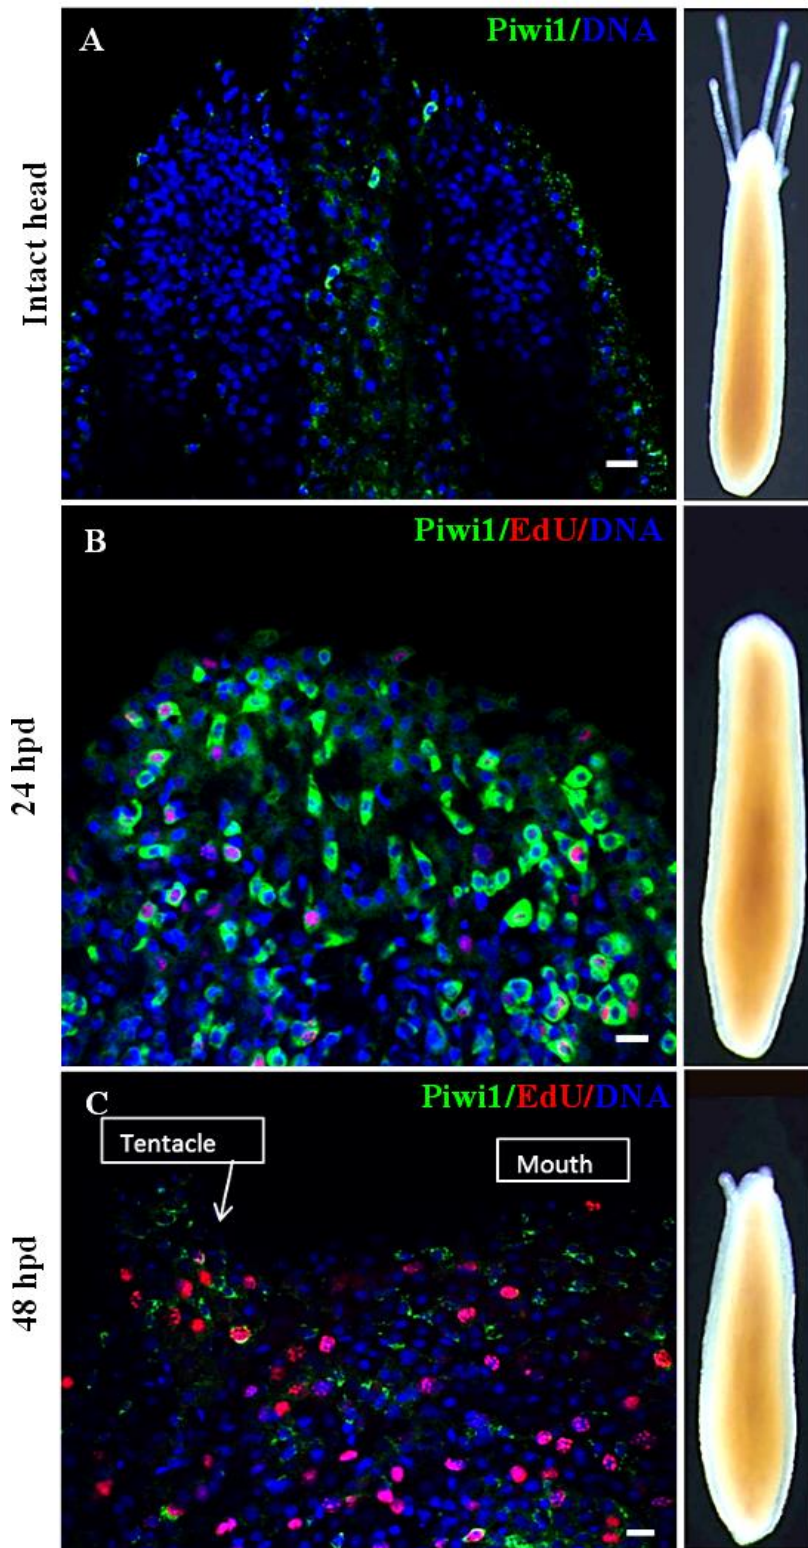 A
Piwi1/DNA
Intact head
B
Piwi1/EdU/DNA
24 hpd
C
Piwi1/EdU/DNA
Tentacle
Mouth
48 hpd